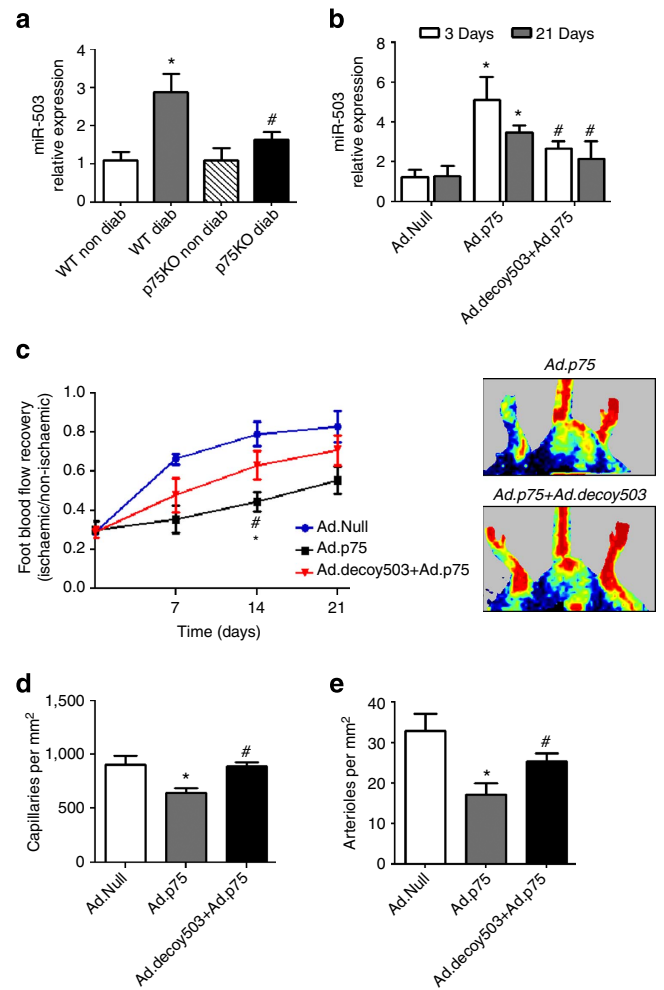 a
miR-503
relative expression
4
3
2
1
0
*
#
WT non diab
WT diab
p75KO non diab
p75KO diab
b
3 Days
21 Days
miR-503
relative expression
8
6
4
2
0
*
*
#
#
Ad.Null
Ad.p75
Ad.decoy503+Ad.p75
c
Foot blood flow recovery
(ischaemic/non-ischaemic)
1.0
0.8
0.6
0.4
0.2
0.0
#
*
Ad.Null
Ad.p75
Ad.decoy503+Ad.p75
7
14
21
Time (days)
Ad.p75
Ad.p75+Ad.decoy503
d
Capillaries per mm2
1,500
1,000
500
0
*
#
Ad.Null
Ad.p75
Ad.decoy503+Ad.p75
e
Arterioles per mm2
40
30
20
10
0
*
#
Ad.Null
Ad.p75
Ad.decoy503+Ad.p75